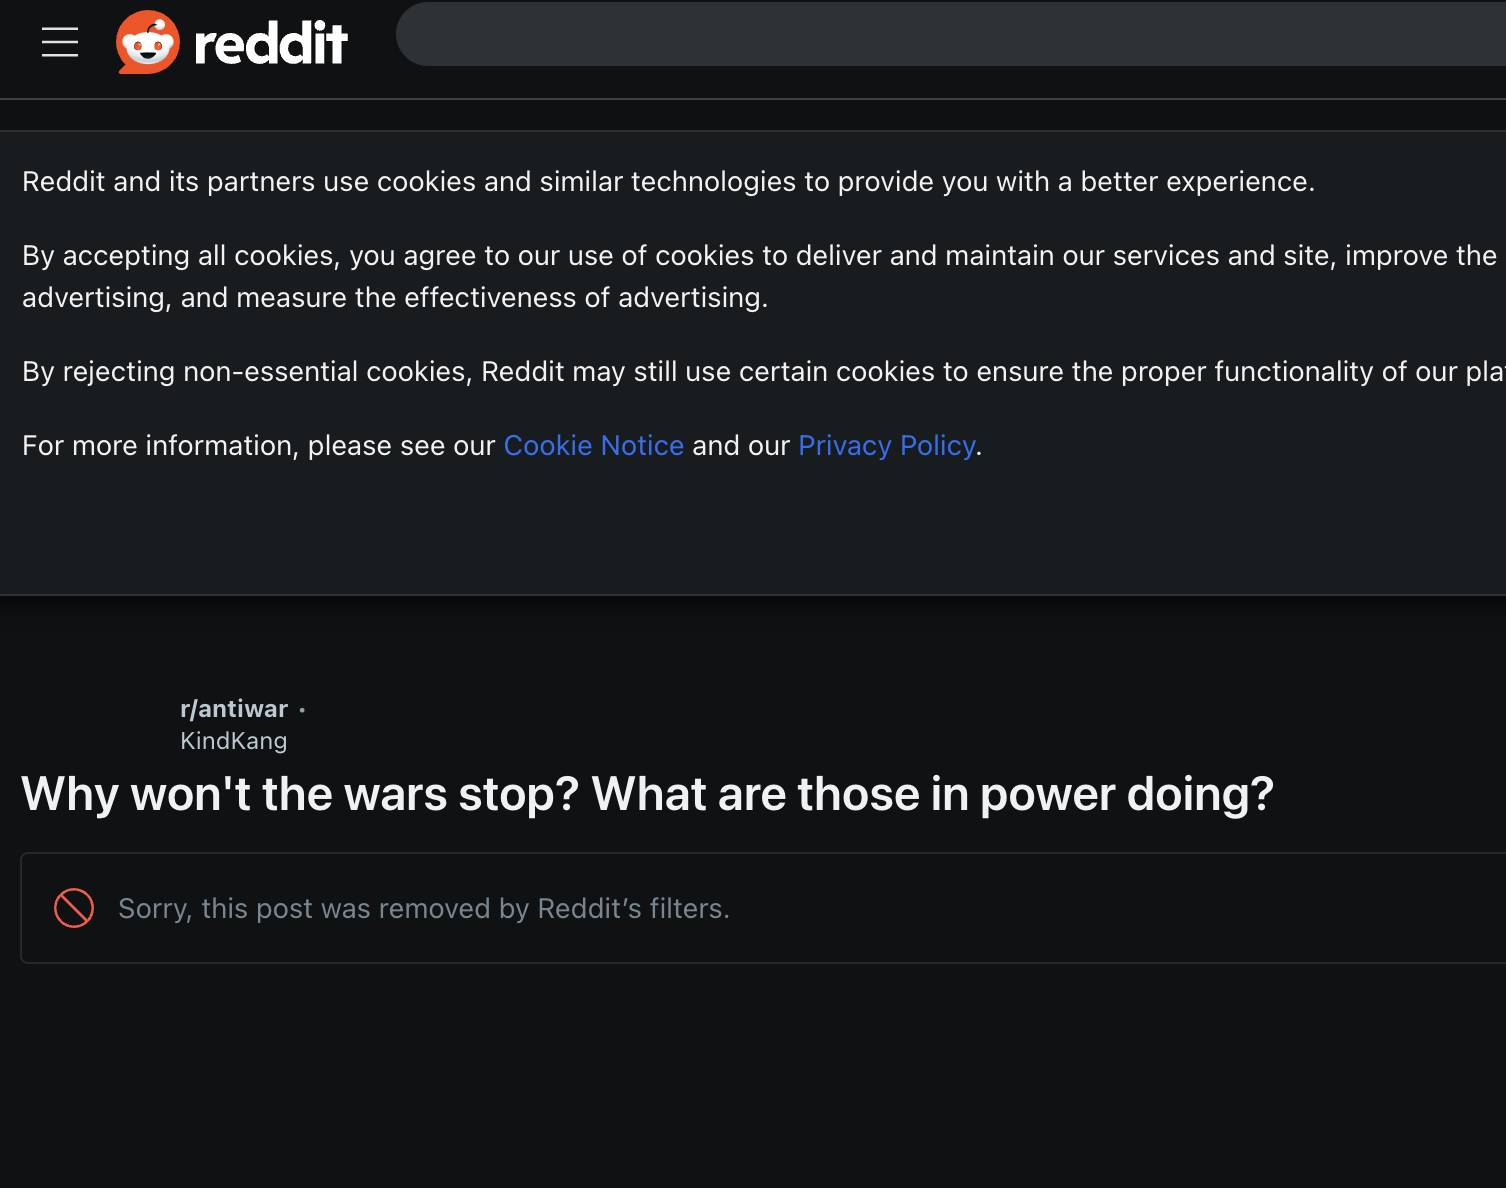 reddit
Reddit and its partners use cookies and similar technologies to provide you with a better experience.
By accepting all cookies, you agree to our use of cookies to deliver and maintain our services and site, improve the
advertising, and measure the effectiveness of advertising.
By rejecting non-essential cookies, Reddit may still use certain cookies to ensure the proper functionality of our
For more information, please see our Cookie Notice and our Privacy Policy.
r/antiwar •
KindKang
Why won't the wars stop? What are those in power doing?
Sorry, this post was removed by Reddit’s filters.